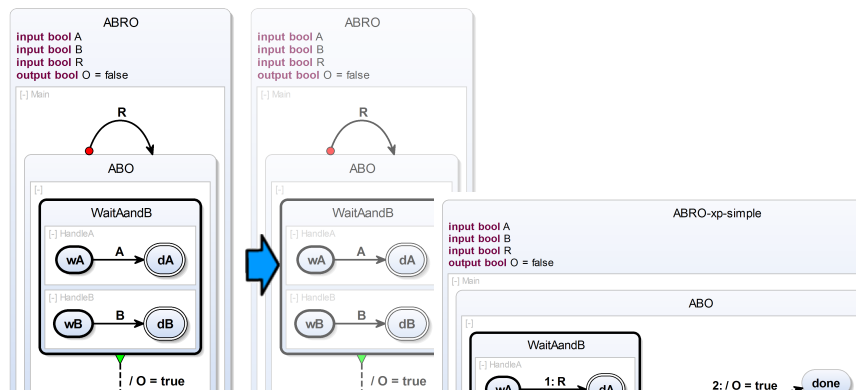 ABRO
input bool A
input bool B
input bool R
output bool O = false
[-] Main
R
ABO
[-]
WaitAandB
[-] HandleA
wA
A
dA
[-] HandleB
wB
B
dB
/ O = true
ABRO
input bool A
input bool B
input bool R
output bool O = false
[-] Main
R
ABO
[-]
WaitAandB
[-] HandleA
wA
A
dA
[-] HandleB
wB
B
dB
/ O = true
ABRO-xp-simple
input bool A
input bool B
input bool R
output bool O = false
[-] Main
ABO
[-]
WaitAandB
[-] HandleA
wA
1: R
dA
2: / O = true
done